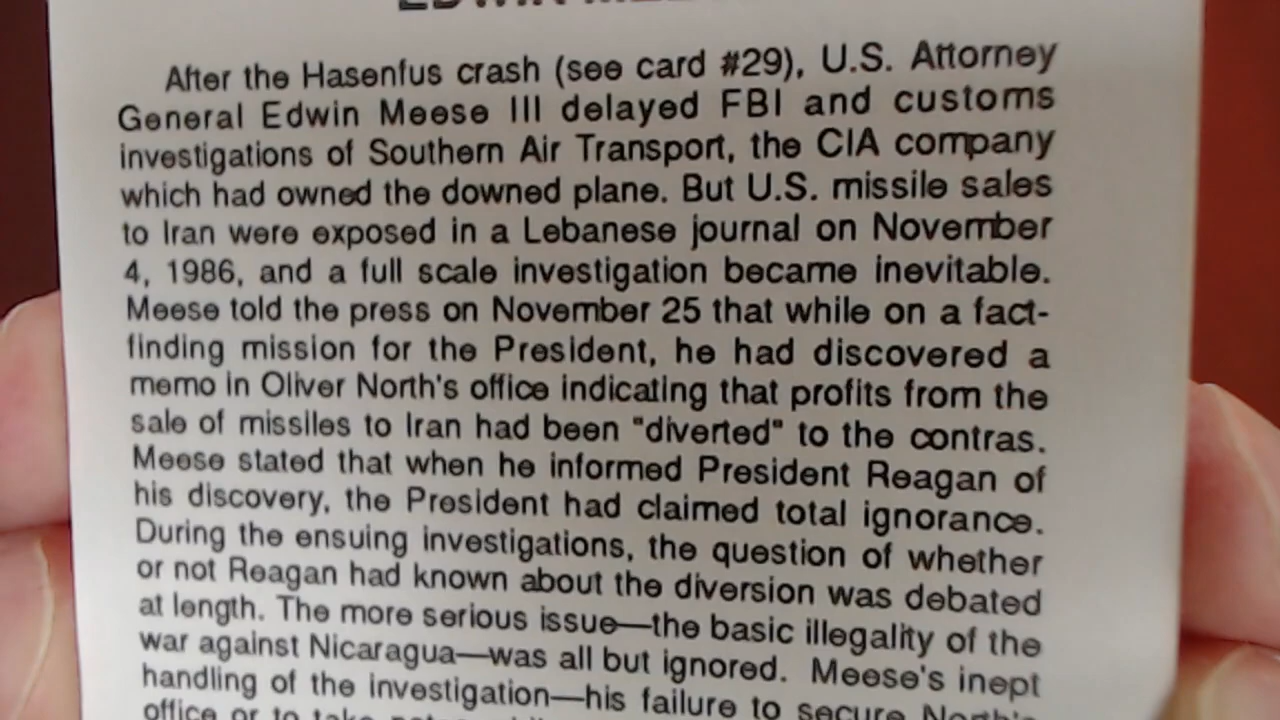 After the Hasenfus crash (see card #29), U.S. Attorney
General Edwin Meese III delayed FBI and customs
investigations of Southern Air Transport, the CIA company
which had owned the downed plane. But U.S. missile sales
to Iran were exposed in a Lebanese journal on November
4, 1986, and a full scale investigation became inevitable.
Meese told the press on November 25 that while on a fact-
finding mission for the President, he had discovered a
memo in Oliver North's office indicating that profits from the
sale of missiles to Iran had been "diverted" to the contras.
Meese stated that when he informed President Reagan of
his discovery, the President had claimed total ignorance.
During the ensuing investigations, the question of whether
or not Reagan had known about the diversion was debated
at length. The more serious issue—the basic illegality of the
war against Nicaragua—was all but ignored. Meese's inept
handling of the investigation—his failure to secure North's
office or to take